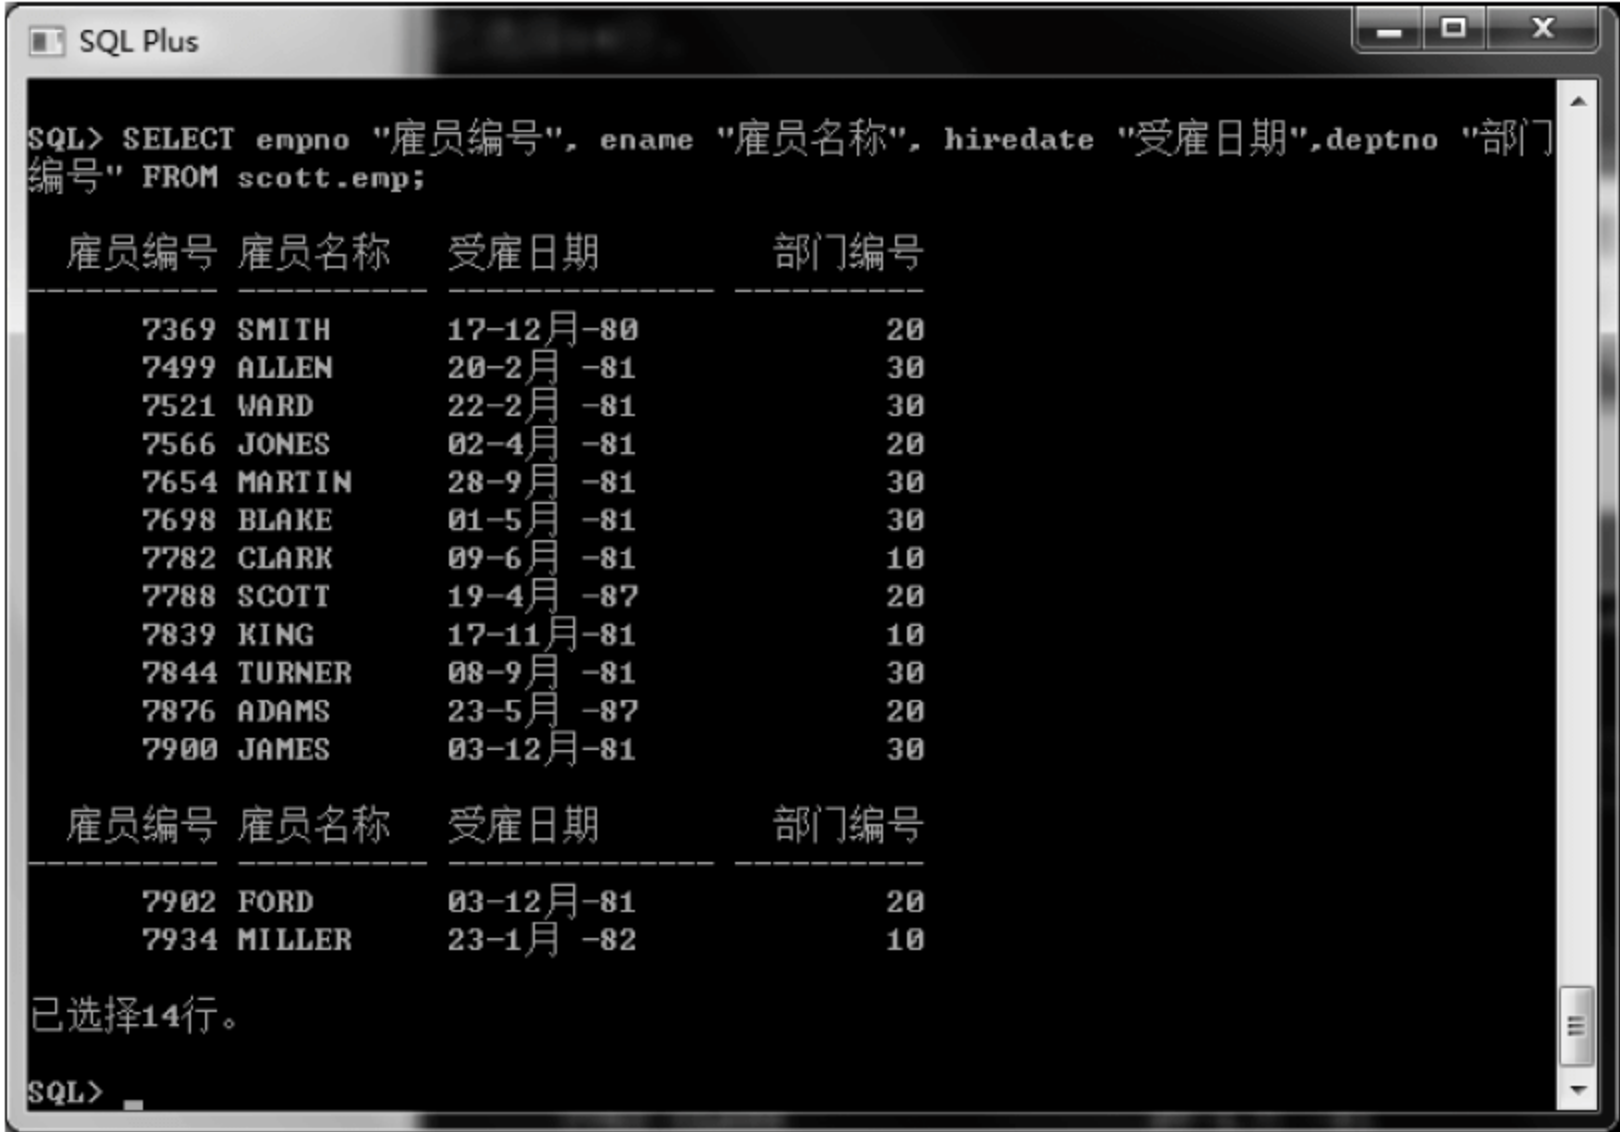 SQL Plus
SQL> SELECT empno "雇员编号", ename "雇员名称", hiredate "受雇日期",deptno "部门
编号" FROM scott.emp;
雇员编号 雇员名称 受雇日期 部门编号
---------- ---------- -------------- ----------
7369 SMITH 17-12月-80 20
7499 ALLEN 20-2月 -81 30
7521 WARD 22-2月 -81 30
7566 JONES 02-4月 -81 20
7654 MARTIN 28-9月 -81 30
7698 BLAKE 01-5月 -81 30
7782 CLARK 09-6月 -81 10
7788 SCOTT 19-4月 -87 20
7839 KING 17-11月-81 10
7844 TURNER 08-9月 -81 30
7876 ADAMS 23-5月 -87 20
7900 JAMES 03-12月-81 30
雇员编号 雇员名称 受雇日期 部门编号
---------- ---------- -------------- ----------
7902 FORD 03-12月-81 20
7934 MILLER 23-1月 -82 10
已选择14行。
SQL>